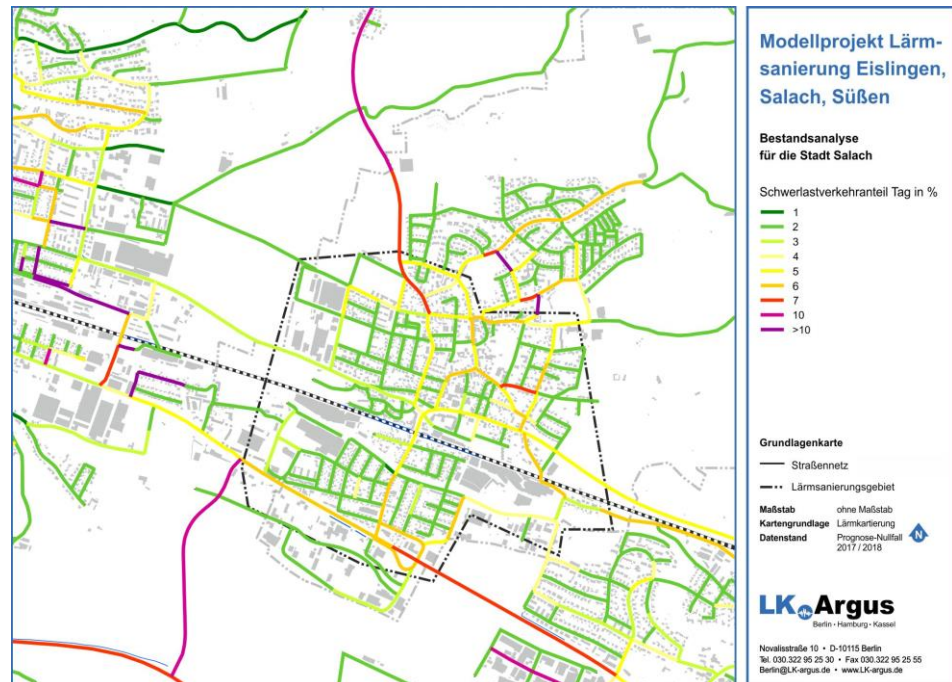 Modellprojekt Lärm-
sanierung Eislingen,
Salach, Süßen
Bestandsanalyse
für die Stadt Salach
Schwerlastverkehranteil Tag in %
1
2
3
4
5
6
7
10
>10
Grundlagenkarte
Straßennetz
Lärmsanierungsgebiet
Maßstab ohne Maßstab
Kartengrundlage Lärmkartierung
Datenstand Prognose-Nullfall
2017 / 2018
N
LK Argus
Berlin • Hamburg • Kassel
Novalisstraße 10 • D-10115 Berlin
Tel. 030.322 95 25 30 • Fax 030.322 95 25 55
Berlin@LK-argus.de • www.LK-argus.de